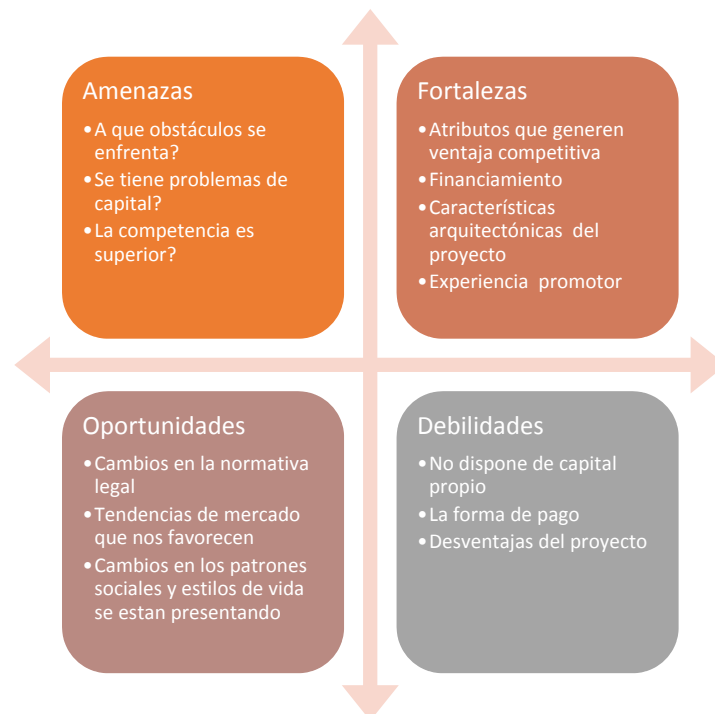 Amenazas
•A que obstáculos se
enfrenta?
•Se tiene problemas de
capital?
•La competencia es
superior?
Fortalezas
•Atributos que generen
ventaja competitiva
•Financiamiento
•Característícas
arquitectónicas del
proyecto
•Experiencia promotor
Oportunidades
•Cambios en la normativa
legal
•Tendencias de mercado
que nos favorecen
•Cambios en los patrones
sociales y estilos de vida
se estan presentando
Debilidades
•No dispone de capital
propio
•La forma de pago
•Desventajas del proyecto